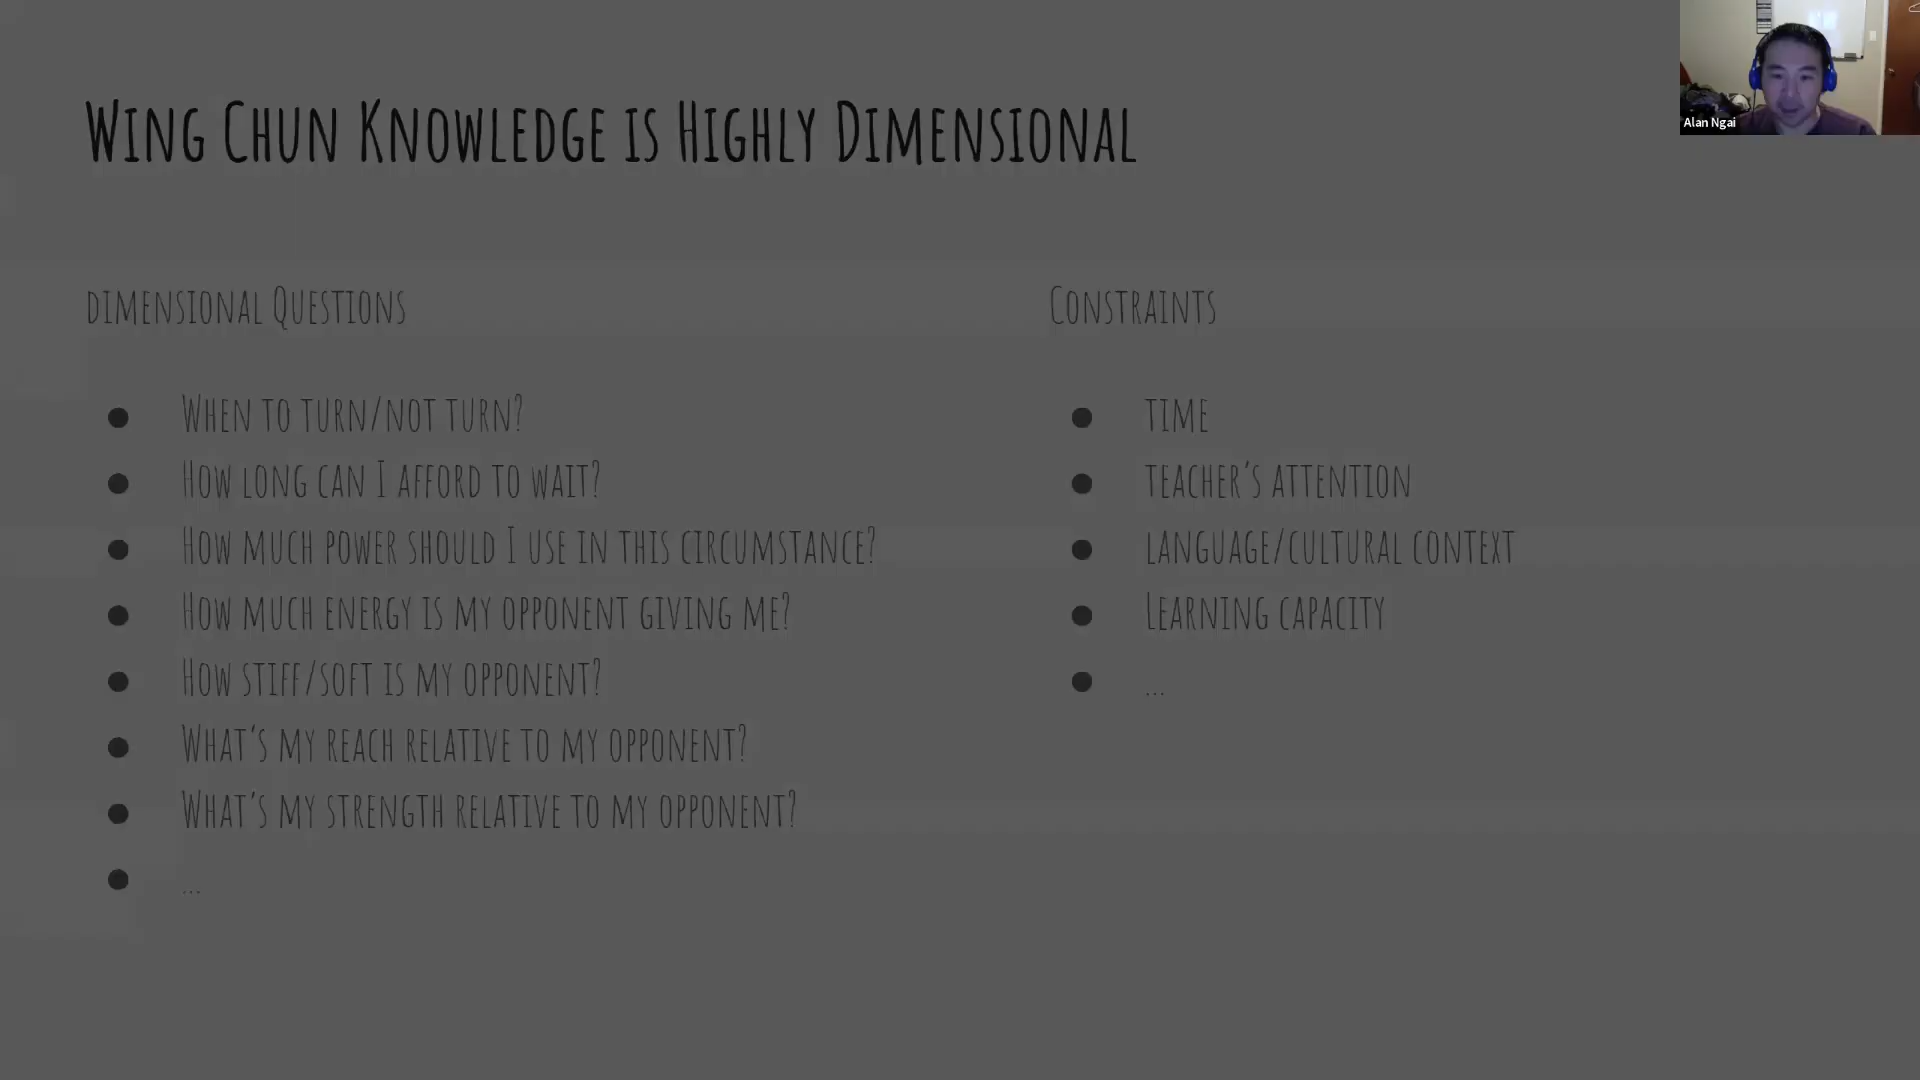 Wing Chun Knowledge is Highly Dimensional
Alan Ngai
dimensional Questions
When to turn/not turn?
How long can I afford to wait?
How much power should I use in this circumstance?
How much energy is my opponent giving me?
How stiff/soft is my opponent?
What's my reach relative to my opponent?
What's my strength relative to my opponent?
...
Constraints
time
teacher's attention
language/cultural context
Learning capacity
...